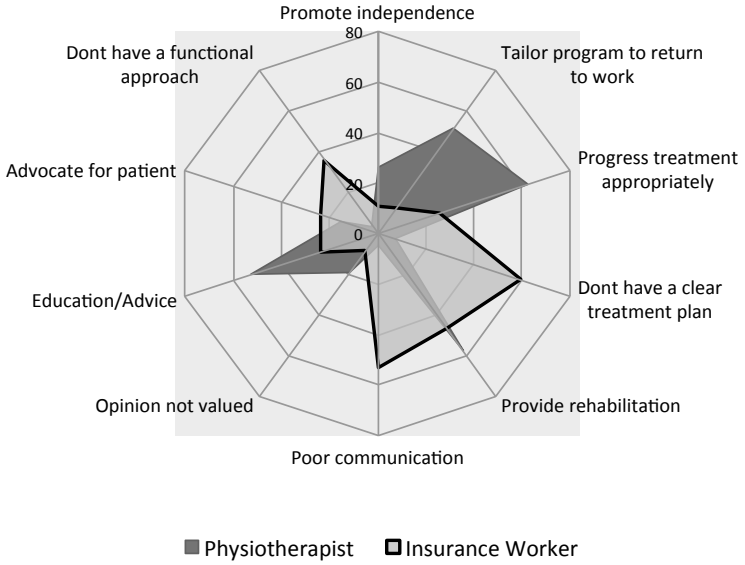 Promote independence
80
Dont have a functional
approach
Tailor program to return
to work
60
40
Advocate for patient
Progress treatment
appropriately
20
0
Education/Advice
Dont have a clear
treatment plan
Opinion not valued
Provide rehabilitation
Poor communication
Physiotherapist
Insurance Worker